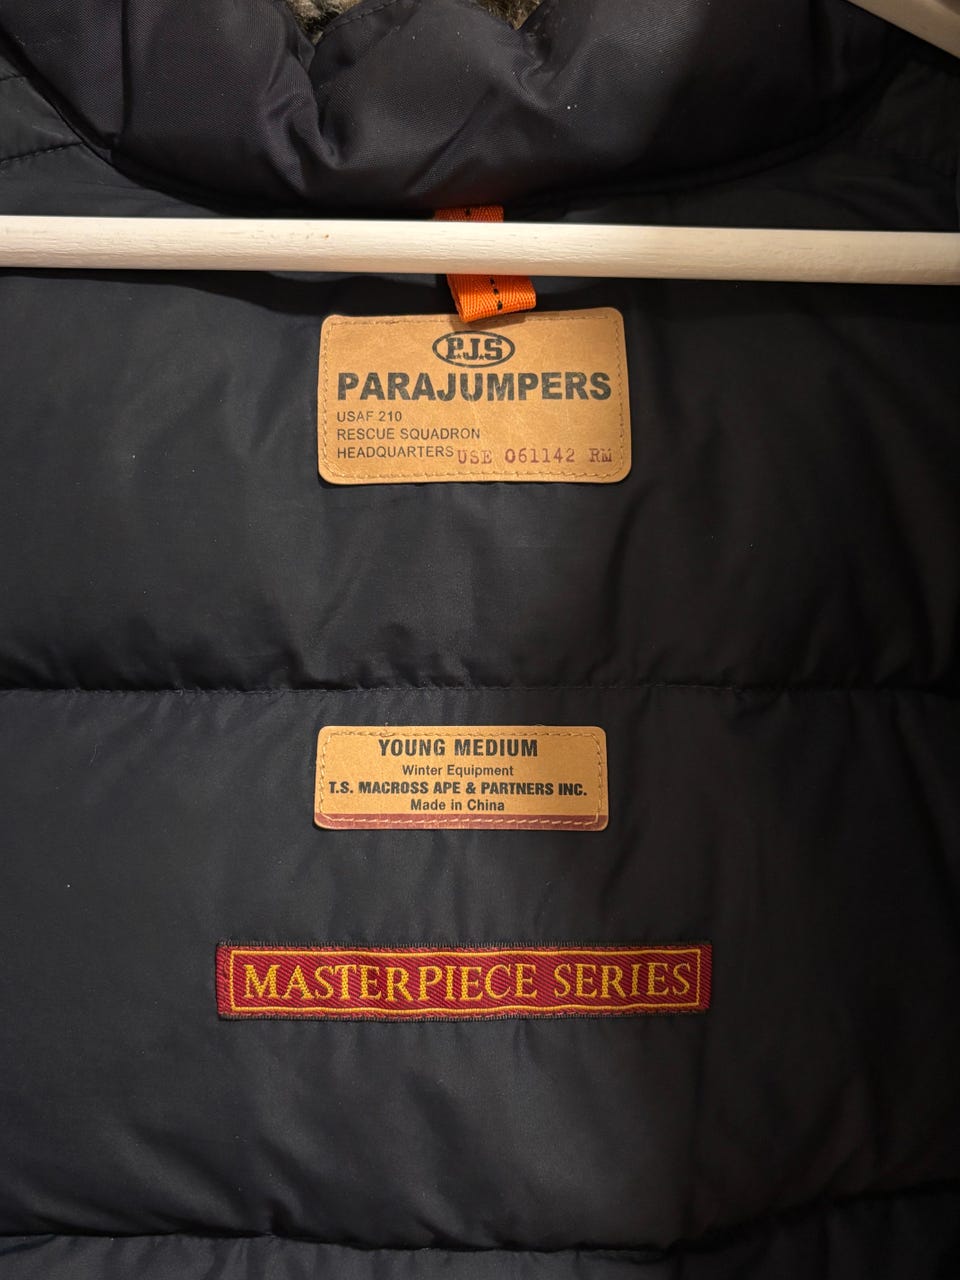 P.J.S
PARAJUMPERS
USAF 210
RESCUE SQUADRON
HEADQUARTERS USE 061142 RM
YOUNG MEDIUM
Winter Equipment
T.S. MACROSS APE & PARTNERS INC.
Made in China
MASTERPIECE SERIES